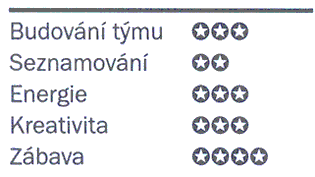 Budování týmu ✪✪✪
Seznamování ✪✪
Energie ✪✪✪
Kreativita ✪✪✪
Zábava ✪✪✪✪